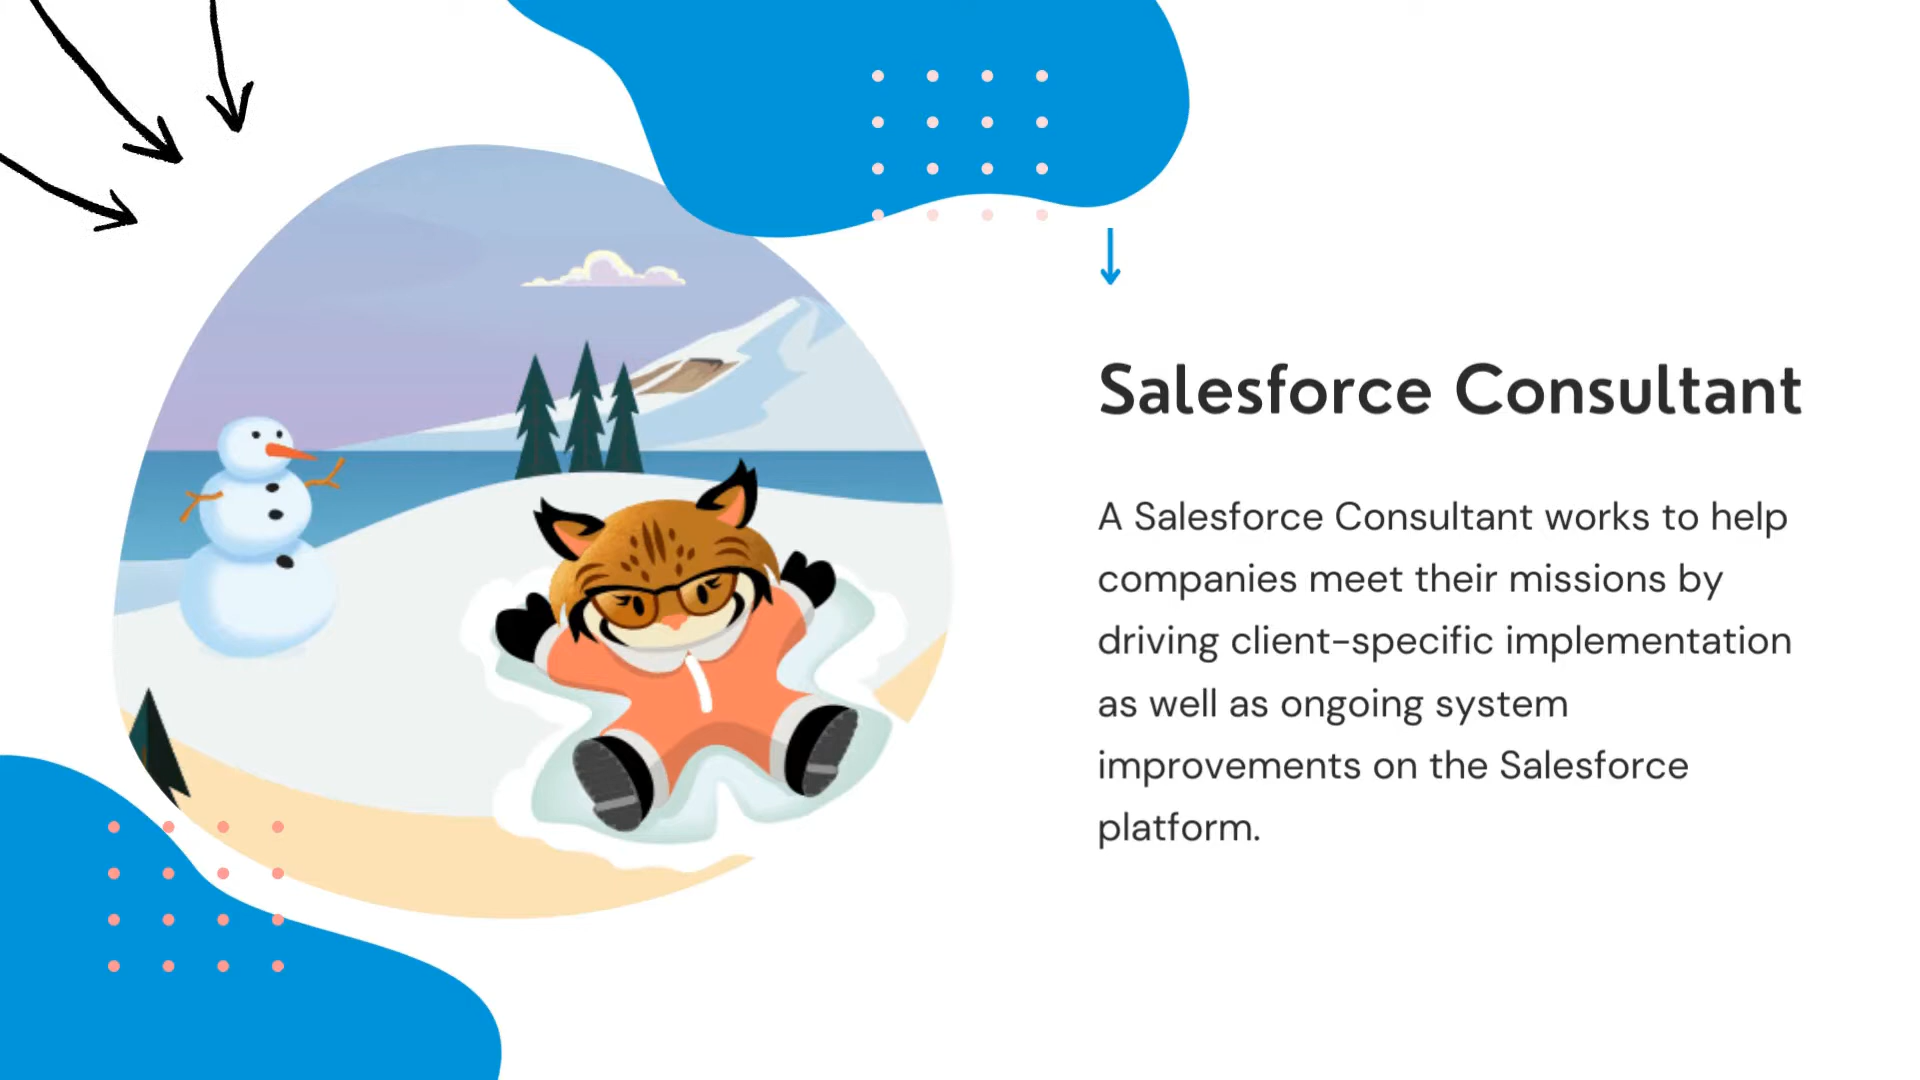 Salesforce Consultant
A Salesforce Consultant works to help
companies meet their missions by
driving client-specific implementation
as well as ongoing system
improvements on the Salesforce
platform.